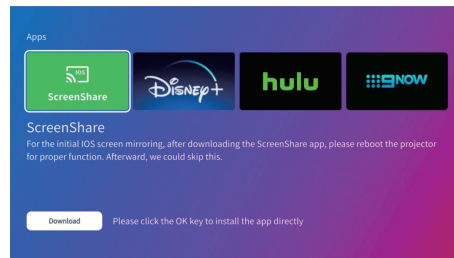 Apps
iOS
ScreenShare
Disney+
hulu
9NOW
ScreenShare
For the initial IOS screen mirroring, after downloading the ScreenShare app, please reboot the projector
for proper function. Afterward, we could skip this.
Download
Please click the OK key to install the app directly